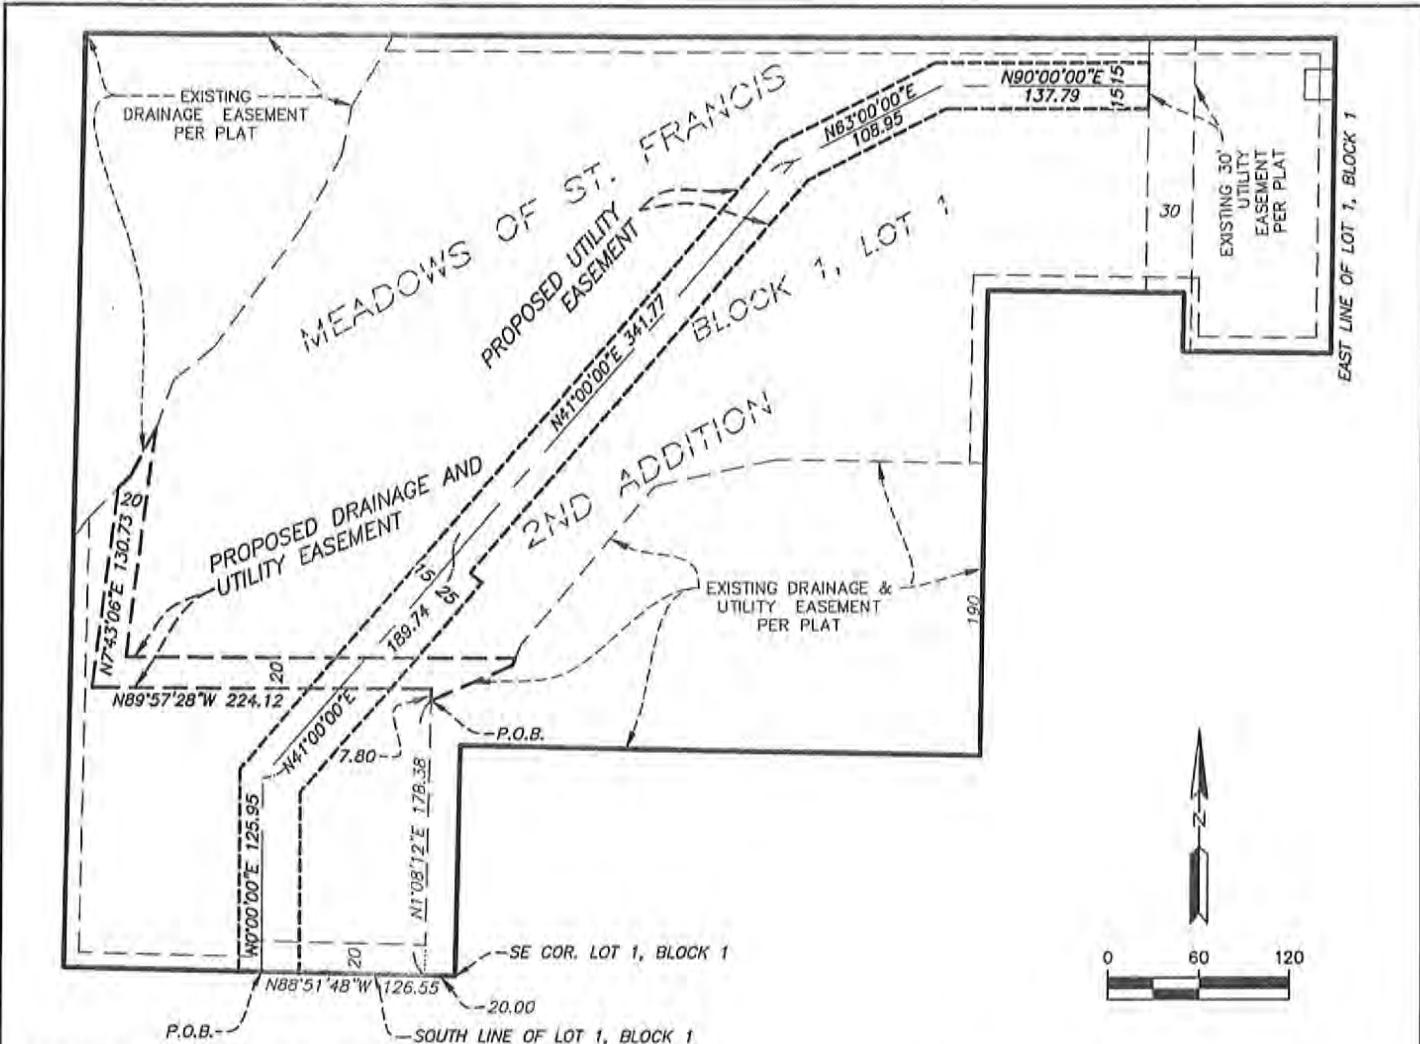 EXISTING
DRAINAGE EASEMENT
PER PLAT
MEADOWS OF ST. FRANCIS
BLOCK 1, LOT 1
2ND ADDITION
PROPOSED UTILITY
EASEMENT
N63°00'00"E
108.95
N90°00'00"E
137.79
15 15
30
EXISTING 30'
UTILITY
EASEMENT
PER PLAT
EAST LINE OF LOT 1, BLOCK 1
N41°00'00"E 341.77
PROPOSED DRAINAGE AND
UTILITY EASEMENT
20
N7°43'06"E 130.73
15
25
189.74
EXISTING DRAINAGE &
UTILITY EASEMENT
PER PLAT
190
20
N89°57'28"W 224.12
N41°00'00"E
7.80
P.O.B.
N0°00'00"E 125.95
N1°08'12"E 178.38
20
SE COR. LOT 1, BLOCK 1
N88°51'48"W 126.55
20.00
P.O.B.
SOUTH LINE OF LOT 1, BLOCK 1
N
0 60 120